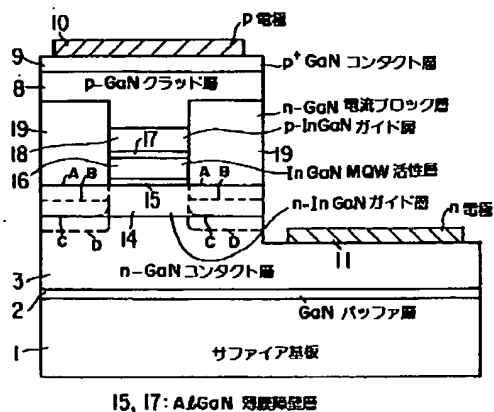 10
p 電極
9
p⁺ GaN コンタクト層
8
p-GaN クラッド層
n-GaN 電流ブロック層
19
17
p-InGaN ガイド層
18
19
16
InGaN MQW 活性層
A B
A B
15
n-InGaN ガイド層
n 電極
C D
14
C D
11
3
n-GaN コンタクト層
2
GaN バッファ層
1
サファイア基板
15, 17: AlGaN 薄膜障壁層